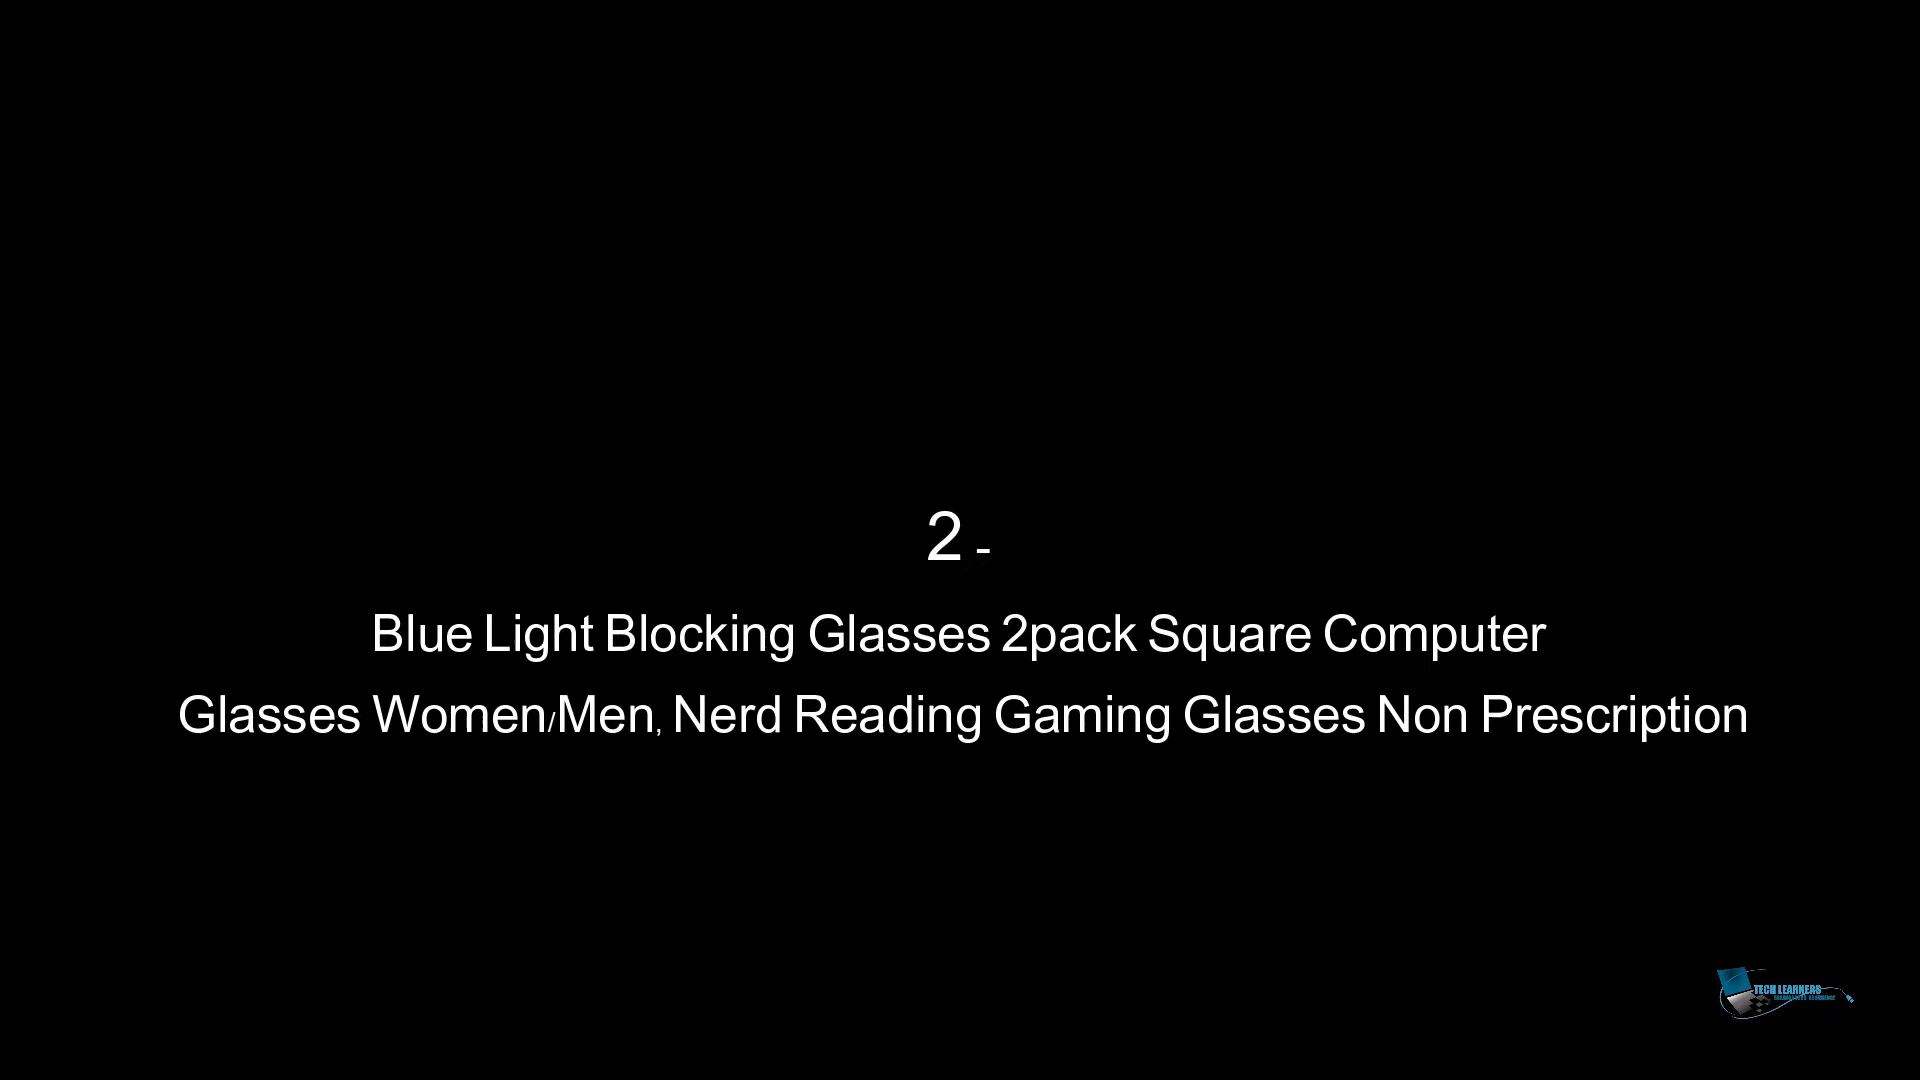 2 -
Blue Light Blocking Glasses 2pack Square Computer
Glasses Women/Men, Nerd Reading Gaming Glasses Non Prescription
TECH LEARNERS